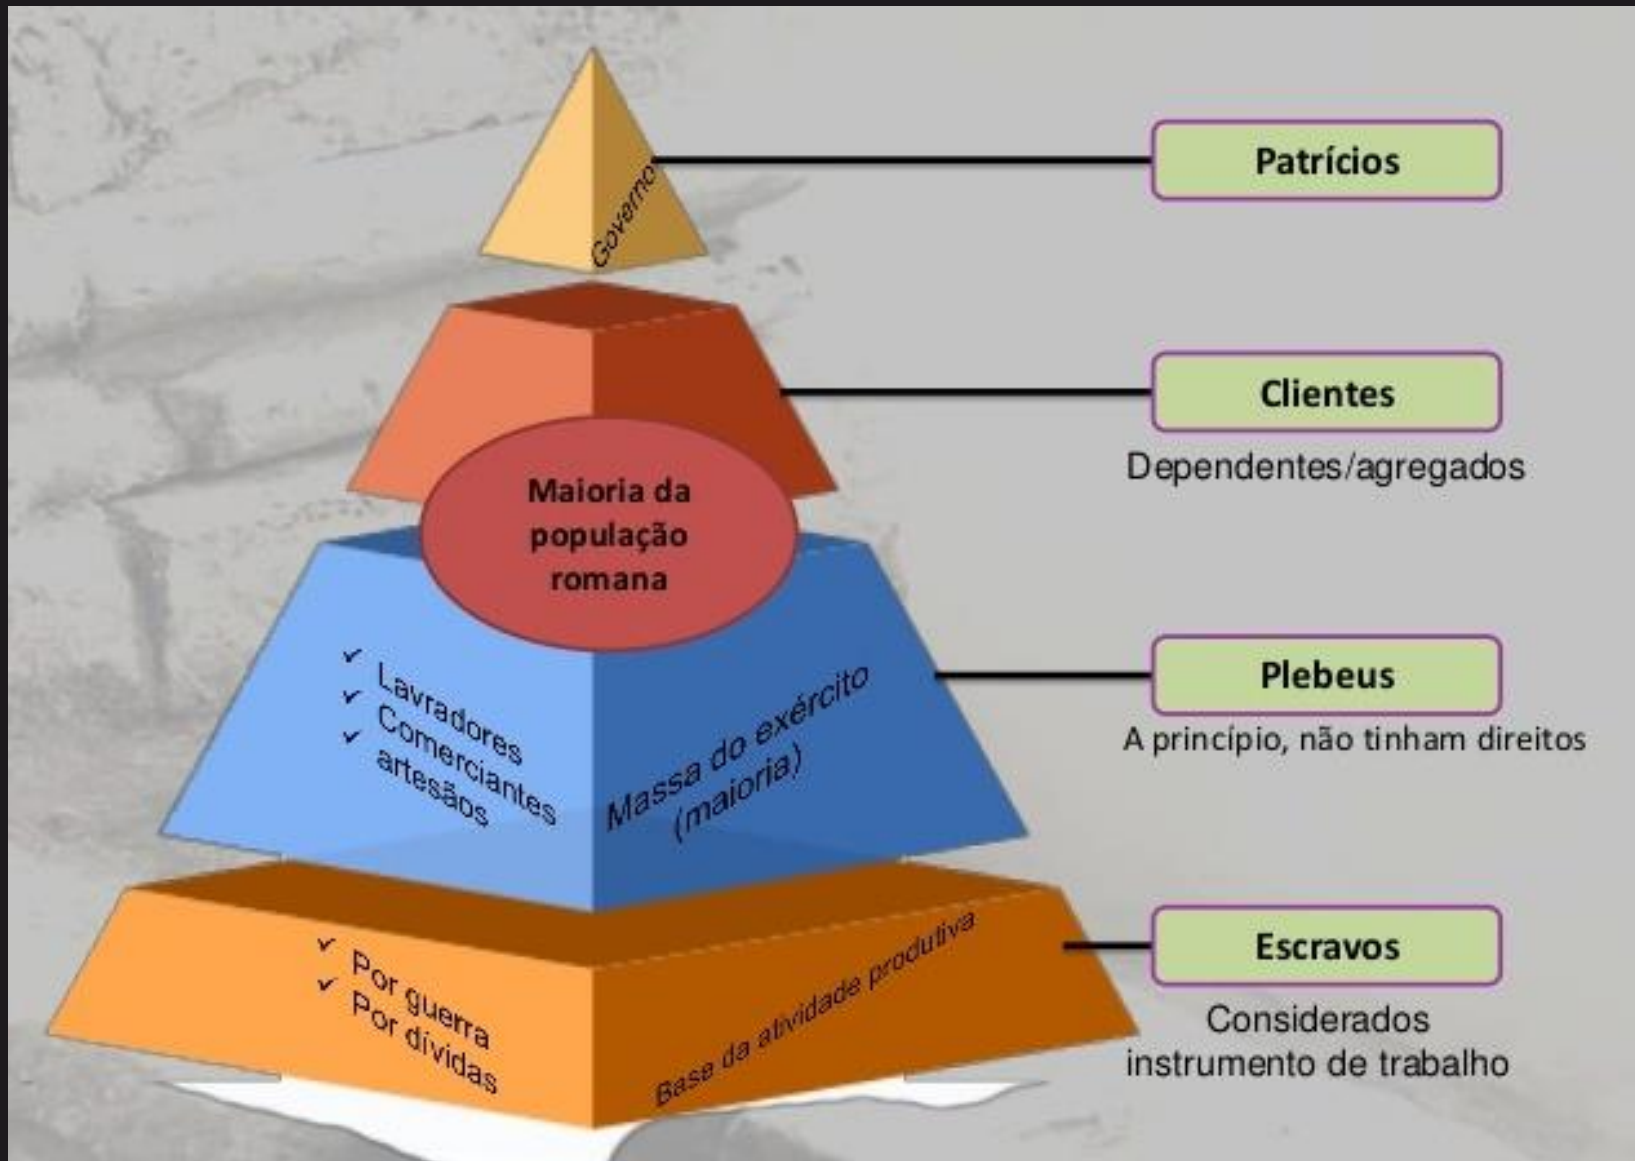 Governo
Patrícios
Clientes
Dependentes/agregados
Maioria da
população
romana
✓ Lavradores
✓ Comerciantes
✓ artesãos
Massa do exército
(maioria)
Plebeus
A princípio, não tinham direitos
✓ Por guerra
✓ Por dívidas
Base da atividade produtiva
Escravos
Considerados
instrumento de trabalho